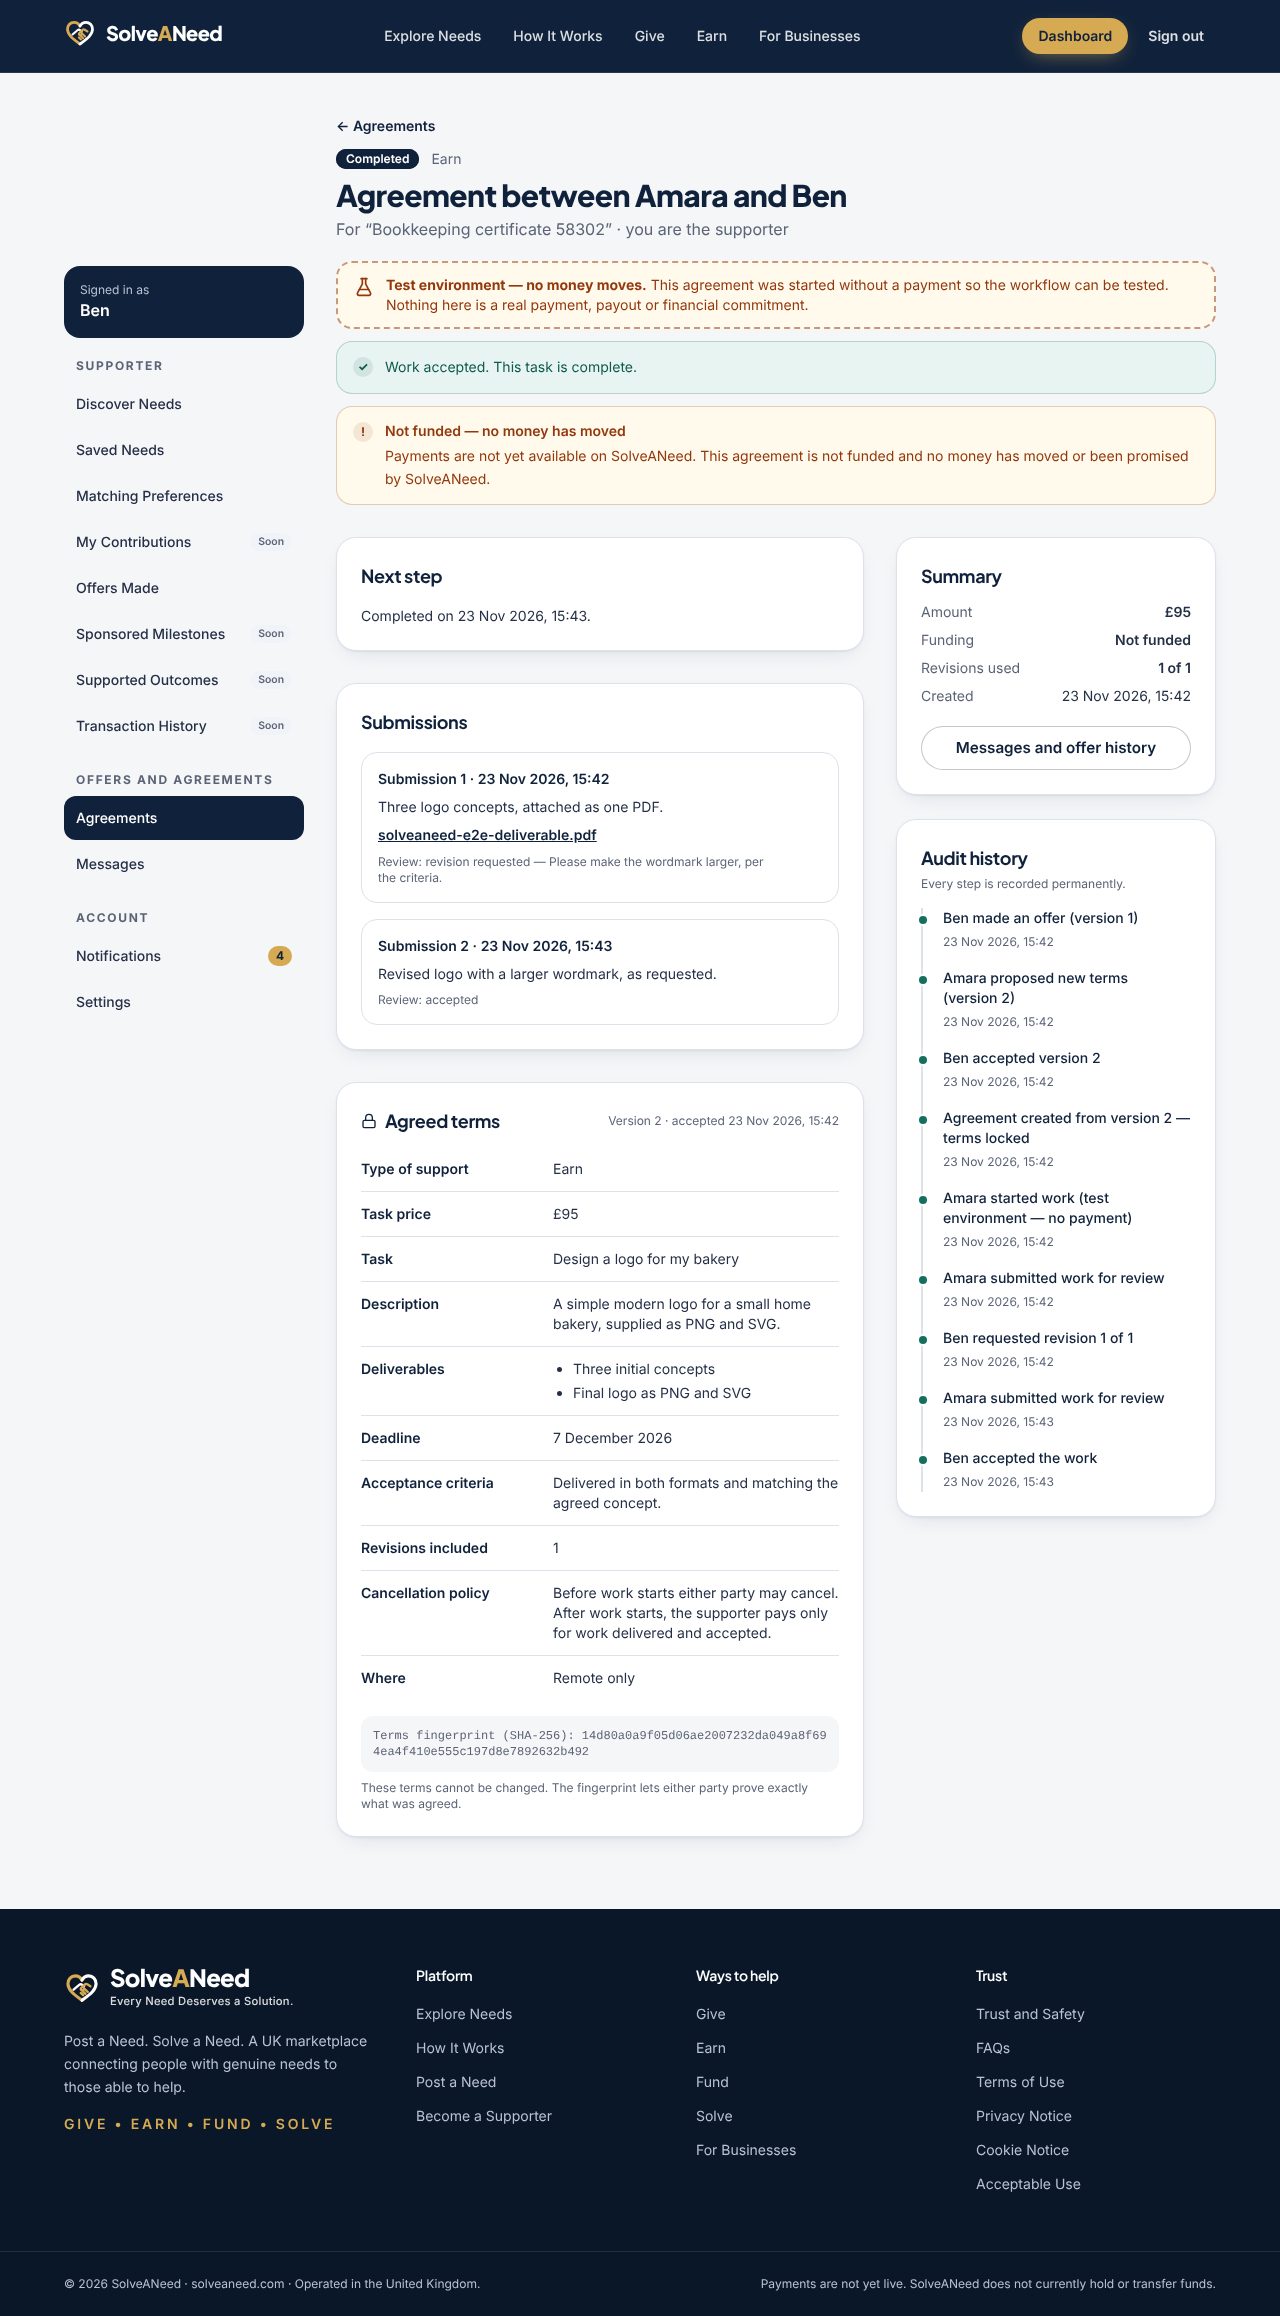 SolveANeed
Explore Needs
How It Works
Give
Earn
For Businesses
Dashboard
Sign out
← Agreements
Completed
Earn
Agreement between Amara and Ben
For “Bookkeeping certificate 58302” · you are the supporter
Signed in as
Ben
SUPPORTER
Discover Needs
Saved Needs
Matching Preferences
My Contributions
Soon
Offers Made
Sponsored Milestones
Soon
Supported Outcomes
Soon
Transaction History
Soon
OFFERS AND AGREEMENTS
Agreements
Messages
ACCOUNT
Notifications
4
Settings
Test environment — no money moves. This agreement was started without a payment so the workflow can be tested.
Nothing here is a real payment, payout or financial commitment.
Work accepted. This task is complete.
!
Not funded — no money has moved
Payments are not yet available on SolveANeed. This agreement is not funded and no money has moved or been promised
by SolveANeed.
Next step
Completed on 23 Nov 2026, 15:43.
Submissions
Submission 1 · 23 Nov 2026, 15:42
Three logo concepts, attached as one PDF.
solveaneed-e2e-deliverable.pdf
Review: revision requested — Please make the wordmark larger, per
the criteria.
Submission 2 · 23 Nov 2026, 15:43
Revised logo with a larger wordmark, as requested.
Review: accepted
Agreed terms
Version 2 · accepted 23 Nov 2026, 15:42
Type of support
Earn
Task price
£95
Task
Design a logo for my bakery
Description
A simple modern logo for a small home
bakery, supplied as PNG and SVG.
Deliverables
• Three initial concepts
• Final logo as PNG and SVG
Deadline
7 December 2026
Acceptance criteria
Delivered in both formats and matching the
agreed concept.
Revisions included
1
Cancellation policy
Before work starts either party may cancel.
After work starts, the supporter pays only
for work delivered and accepted.
Where
Remote only
Terms fingerprint (SHA-256): 14d80a0a9f05d06ae2007232da049a8f69
4ea4f410e555c197d8e7892632b492
These terms cannot be changed. The fingerprint lets either party prove exactly
what was agreed.
Summary
Amount
£95
Funding
Not funded
Revisions used
1 of 1
Created
23 Nov 2026, 15:42
Messages and offer history
Audit history
Every step is recorded permanently.
Ben made an offer (version 1)
23 Nov 2026, 15:42
Amara proposed new terms
(version 2)
23 Nov 2026, 15:42
Ben accepted version 2
23 Nov 2026, 15:42
Agreement created from version 2 —
terms locked
23 Nov 2026, 15:42
Amara started work (test
environment — no payment)
23 Nov 2026, 15:42
Amara submitted work for review
23 Nov 2026, 15:42
Ben requested revision 1 of 1
23 Nov 2026, 15:42
Amara submitted work for review
23 Nov 2026, 15:43
Ben accepted the work
23 Nov 2026, 15:43
SolveANeed
Every Need Deserves a Solution.
Post a Need. Solve a Need. A UK marketplace
connecting people with genuine needs to
those able to help.
GIVE • EARN • FUND • SOLVE
Platform
Explore Needs
How It Works
Post a Need
Become a Supporter
Ways to help
Give
Earn
Fund
Solve
For Businesses
Trust
Trust and Safety
FAQs
Terms of Use
Privacy Notice
Cookie Notice
Acceptable Use
© 2026 SolveANeed · solveaneed.com · Operated in the United Kingdom.
Payments are not yet live. SolveANeed does not currently hold or transfer funds.